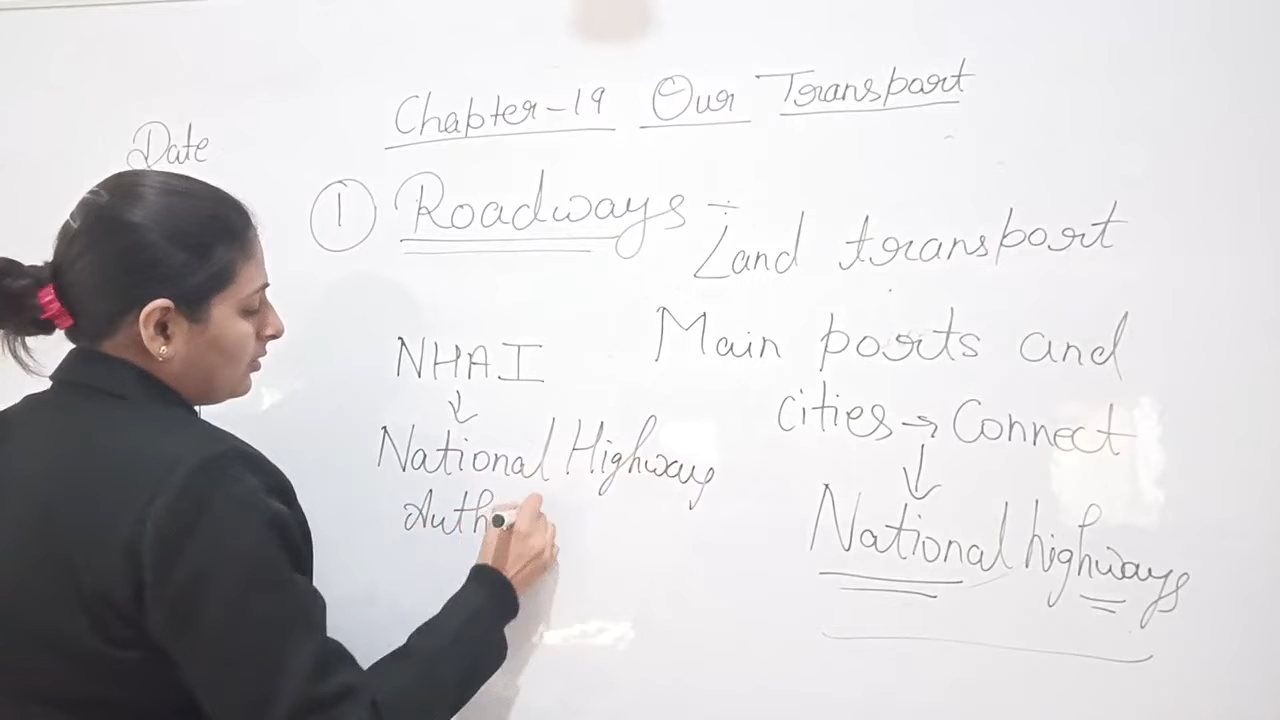 Chapter-19 Our Transport
Date
① Roadways :-
Land transport
Main ports and
cities → Connect
↓
National highways
NHAI
↓
National Highway
Auth